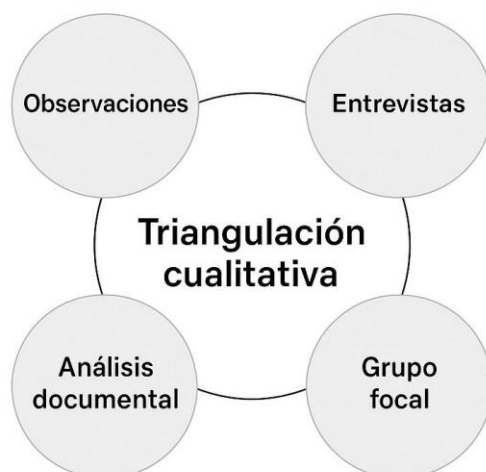 Observaciones
Entrevistas
Triangulación
cualitativa
Análisis
documental
Grupo
focal